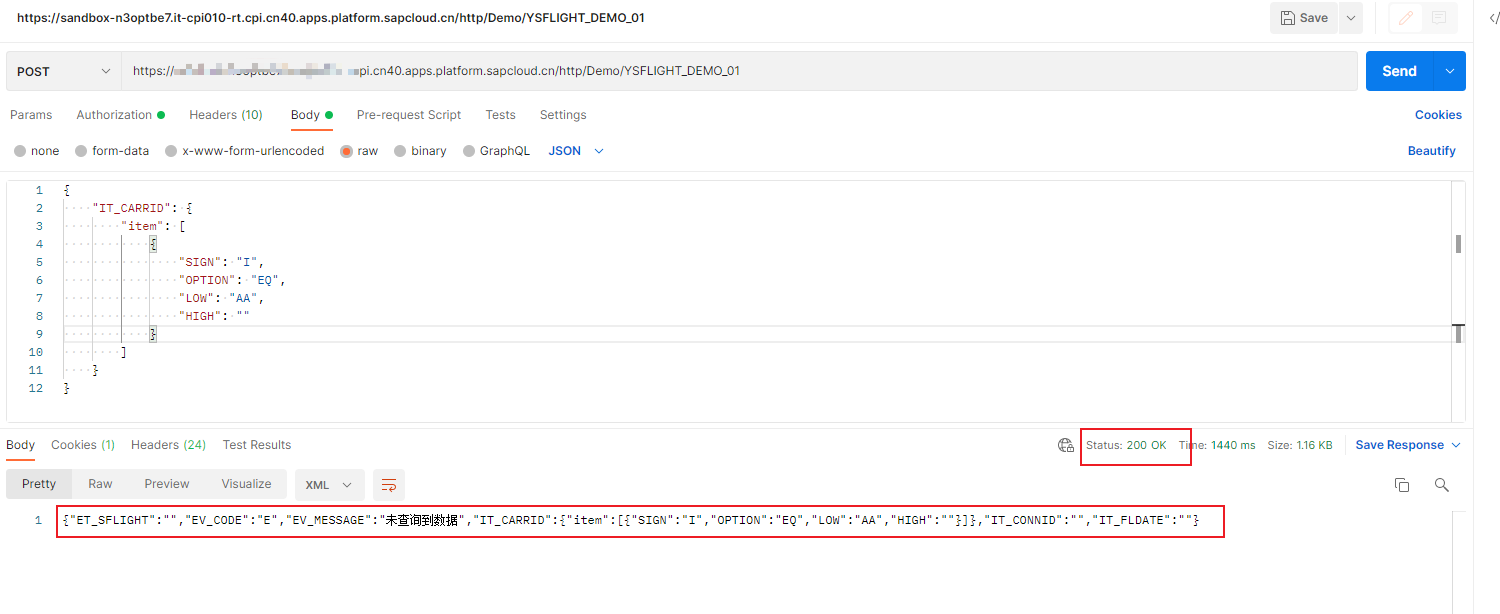 https://sandbox-n3optbe7.it-cpi010-rt.cpi.cn40.apps.platform.sapcloud.cn/http/Demo/YSFLIGHT_DEMO_01 Save </>
POST https:// pi.cn40.apps.platform.sapcloud.cn/http/Demo/YSFLIGHT_DEMO_01 Send
Params Authorization Headers (10) Body Pre-request Script Tests Settings Cookies
none form-data x-www-form-urlencoded raw binary GraphQL JSON Beautify
1 {
2 "IT_CARRID": {
3 "item": [
4 {
5 "SIGN": "I",
6 "OPTION": "EQ",
7 "LOW": "AA",
8 "HIGH": ""
9 }
10 ]
11 }
12 }
Body Cookies (1) Headers (24) Test Results Status: 200 OK Time: 1440 ms Size: 1.16 KB Save Response
Pretty Raw Preview Visualize XML
1 {"ET_SFLIGHT":"","EV_CODE":"E","EV_MESSAGE":"未查询到数据","IT_CARRID":{"item":[{"SIGN":"I","OPTION":"EQ","LOW":"AA","HIGH":""}]},"IT_CONNID":"","IT_FLDATE":""}